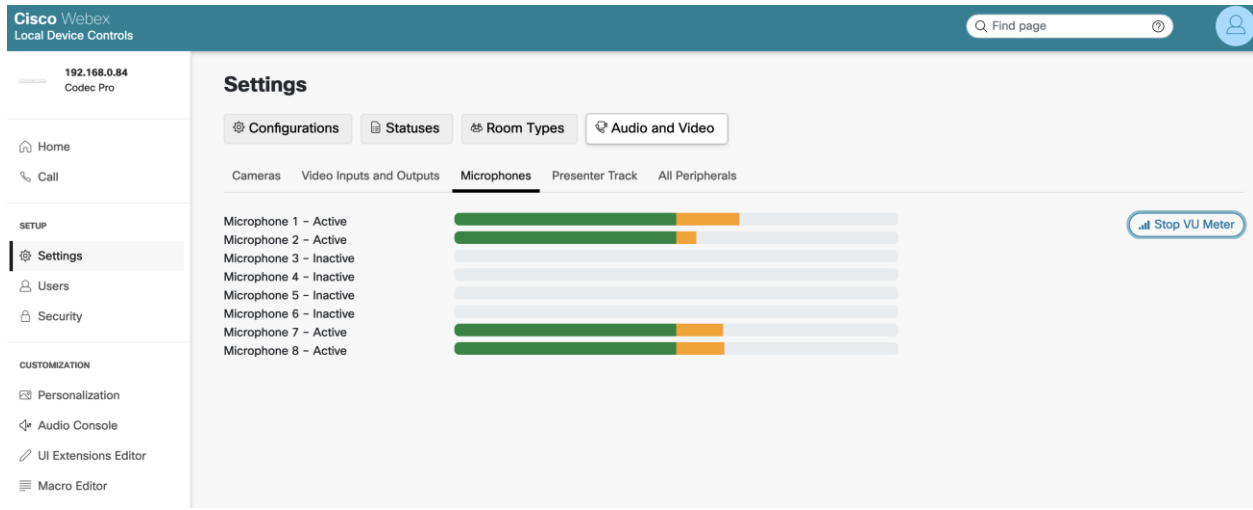 Cisco Webex
Local Device Controls
Find page
192.168.0.84
Codec Pro
Home
Call
SETUP
Settings
Users
Security
CUSTOMIZATION
Personalization
Audio Console
UI Extensions Editor
Macro Editor
Settings
Configurations Statuses Room Types Audio and Video
Cameras Video Inputs and Outputs Microphones Presenter Track All Peripherals
Microphone 1 - Active
Microphone 2 - Active
Microphone 3 - Inactive
Microphone 4 - Inactive
Microphone 5 - Inactive
Microphone 6 - Inactive
Microphone 7 - Active
Microphone 8 - Active
Stop VU Meter